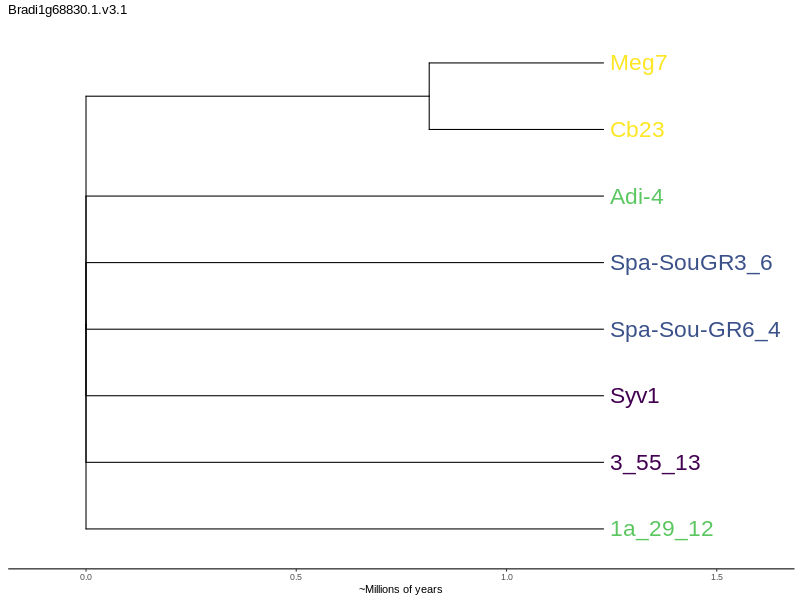 Bradi1g68830.1.v3.1
Meg7
Cb23
Adi-4
Spa-SouGR3_6
Spa-Sou-GR6_4
Syv1
3_55_13
1a_29_12
0.0 0.5 1.0 1.5
~Millions of years